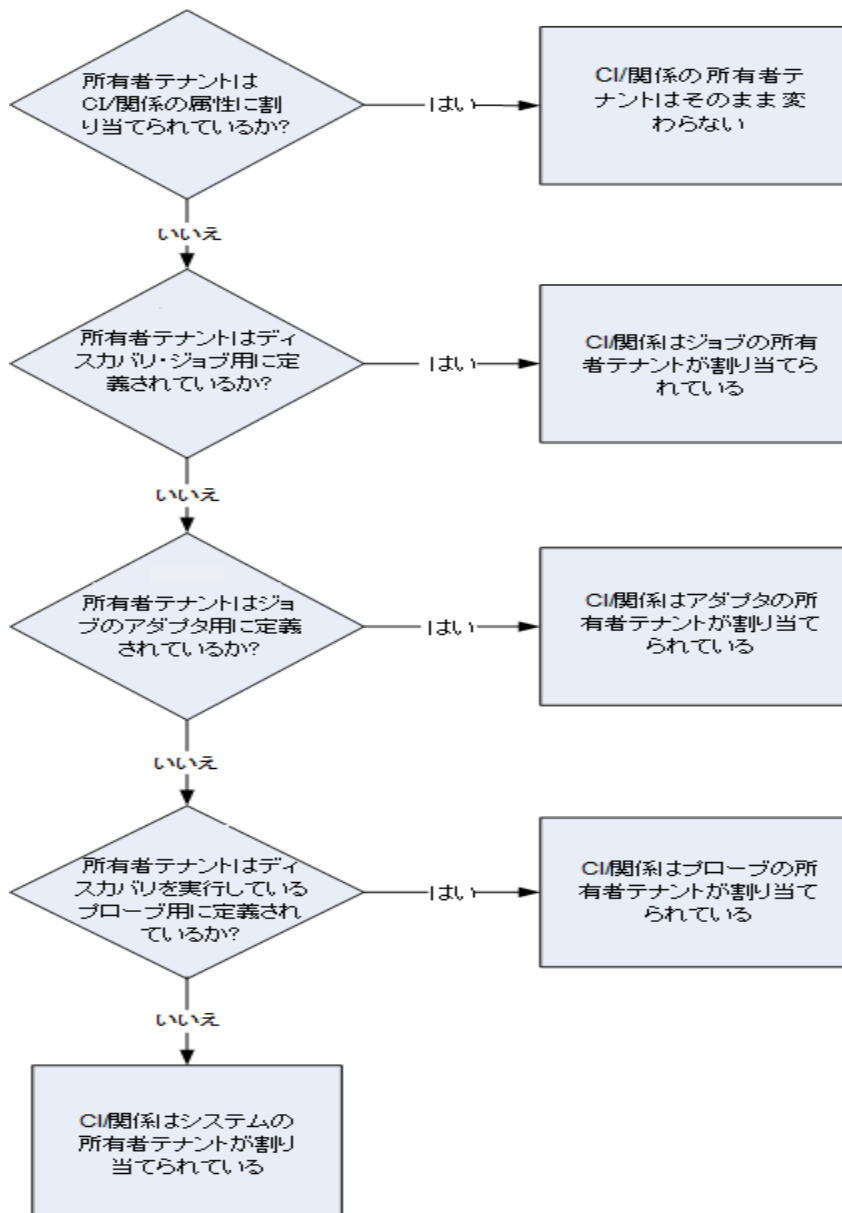 所有者テナントは
CI/関係の属性に割
り当てられているか?
はい
CI/関係の所有者テ
ナントはそのまま変
わらない
いいえ
所有者テナントはディ
スカバリ・ジョブ用に定
義されているか?
はい
CI/関係はジョブの所有
者テナントが割り当てら
れている
いいえ
所有者テナントはジョ
ブのアダプタ用に定義
されているか?
はい
CI/関係はアダプタの所
有者テナントが割り当て
られている
いいえ
所有者テナントはディ
スカバリを実行している
プローブ用に定義され
ているか?
はい
CI/関係はプローブの所
有者テナントが割り当て
られている
いいえ
CI/関係はシステムの
所有者テナントが割り
当てられている